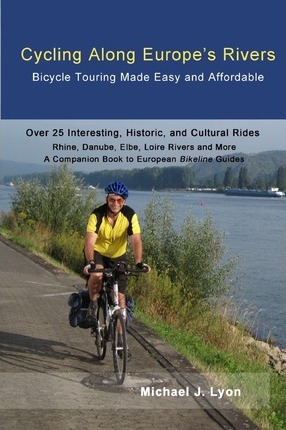 Cycling Along Europe's Rivers
Bicycle Touring Made Easy and Affordable
Over 25 Interesting, Historic, and Cultural Rides
Rhine, Danube, Elbe, Loire Rivers and More
A Companion Book to European Bikeline Guides
Michael J. Lyon